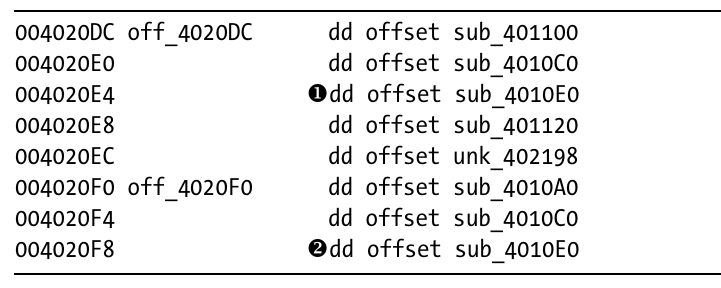 004020DC off_4020DC dd offset sub_401100
004020E0 dd offset sub_4010C0
004020E4 ❶dd offset sub_4010E0
004020E8 dd offset sub_401120
004020EC dd offset unk_402198
004020F0 off_4020F0 dd offset sub_4010A0
004020F4 dd offset sub_4010C0
004020F8 ❷dd offset sub_4010E0